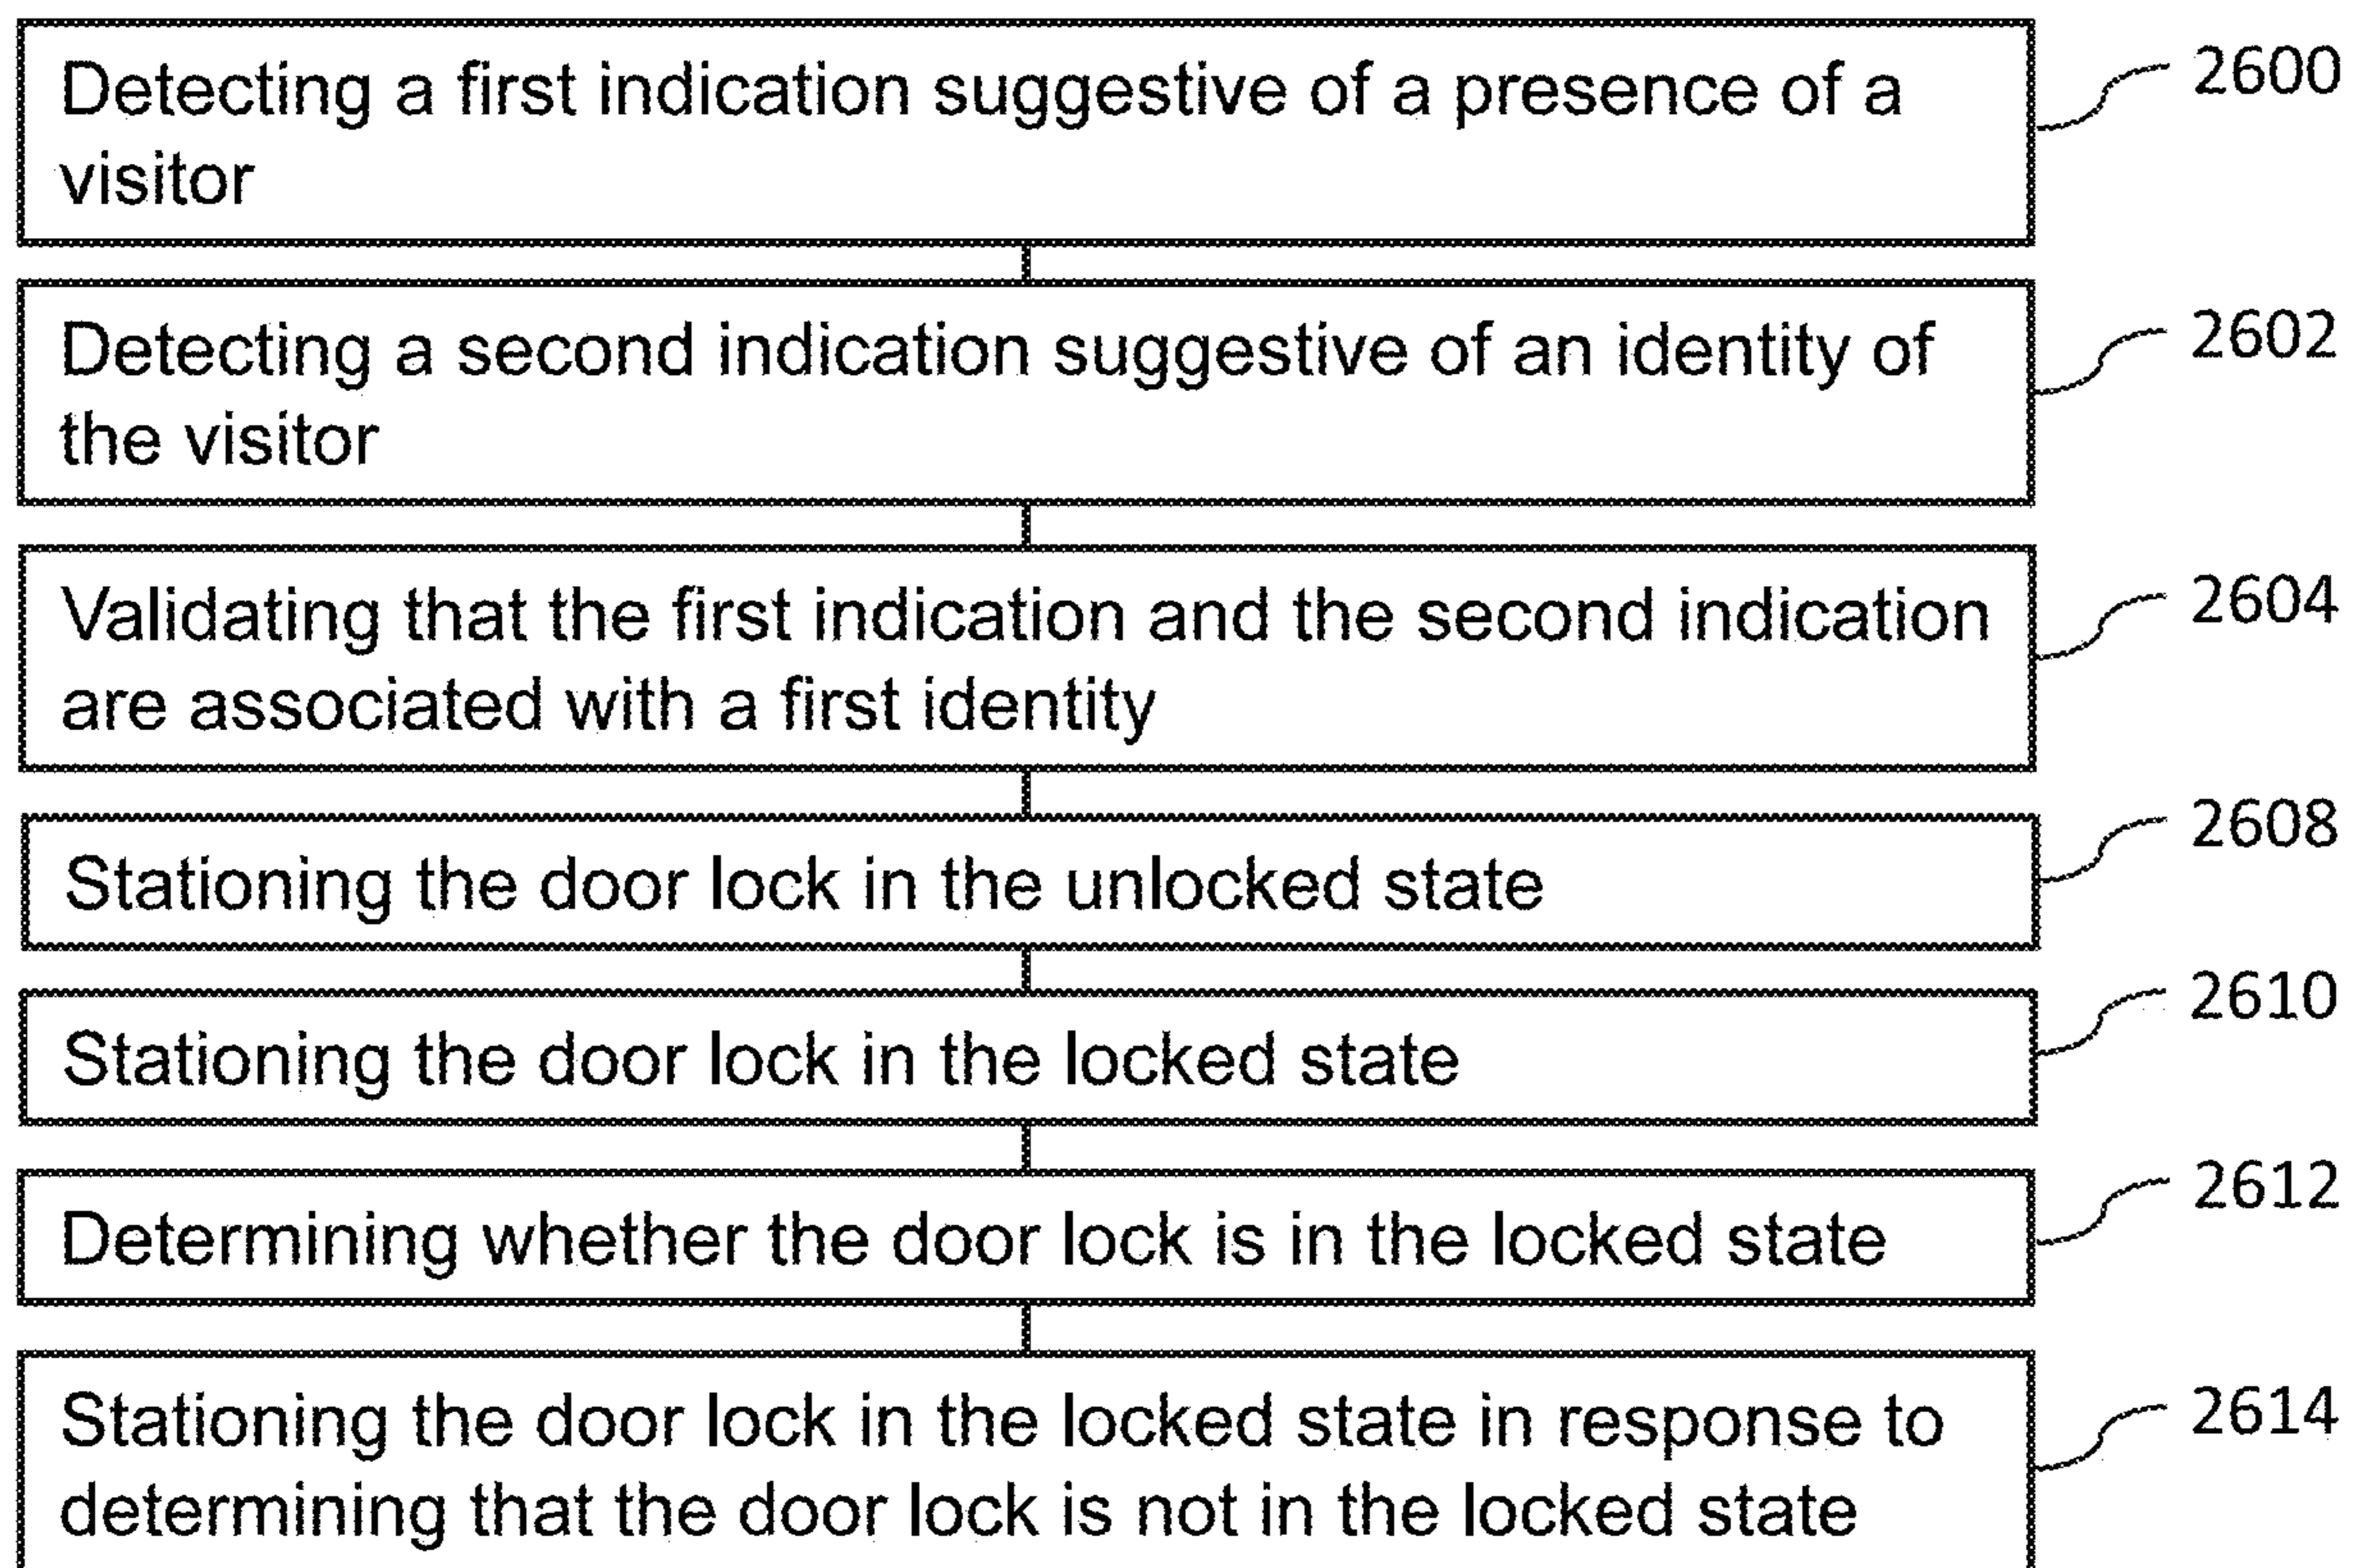 Detecting a first indication suggestive of a presence of a
visitor
2600
Detecting a second indication suggestive of an identity of
the visitor
2602
Validating that the first indication and the second indication
are associated with a first identity
2604
Stationing the door lock in the unlocked state
2608
Stationing the door lock in the locked state
2610
Determining whether the door lock is in the locked state
2612
Stationing the door lock in the locked state in response to
determining that the door lock is not in the locked state
2614